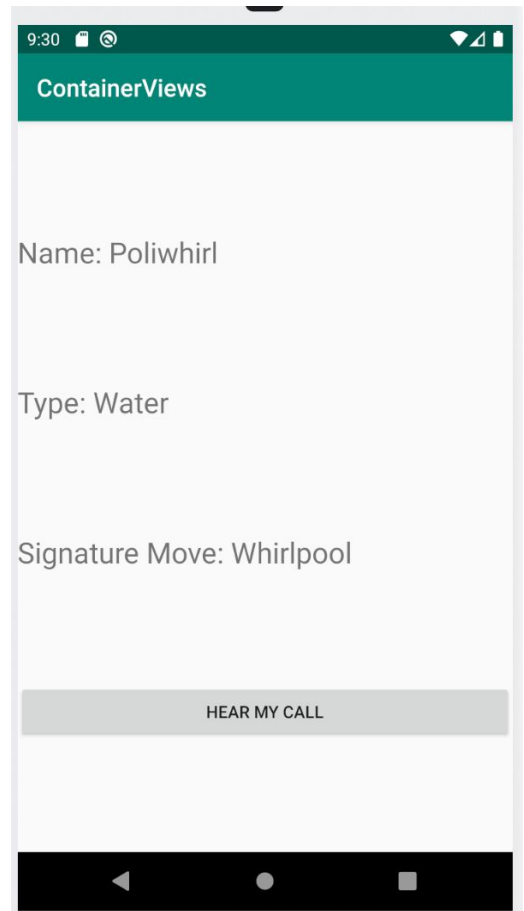 9:30
ContainerViews
Name: Poliwhirl
Type: Water
Signature Move: Whirlpool
HEAR MY CALL